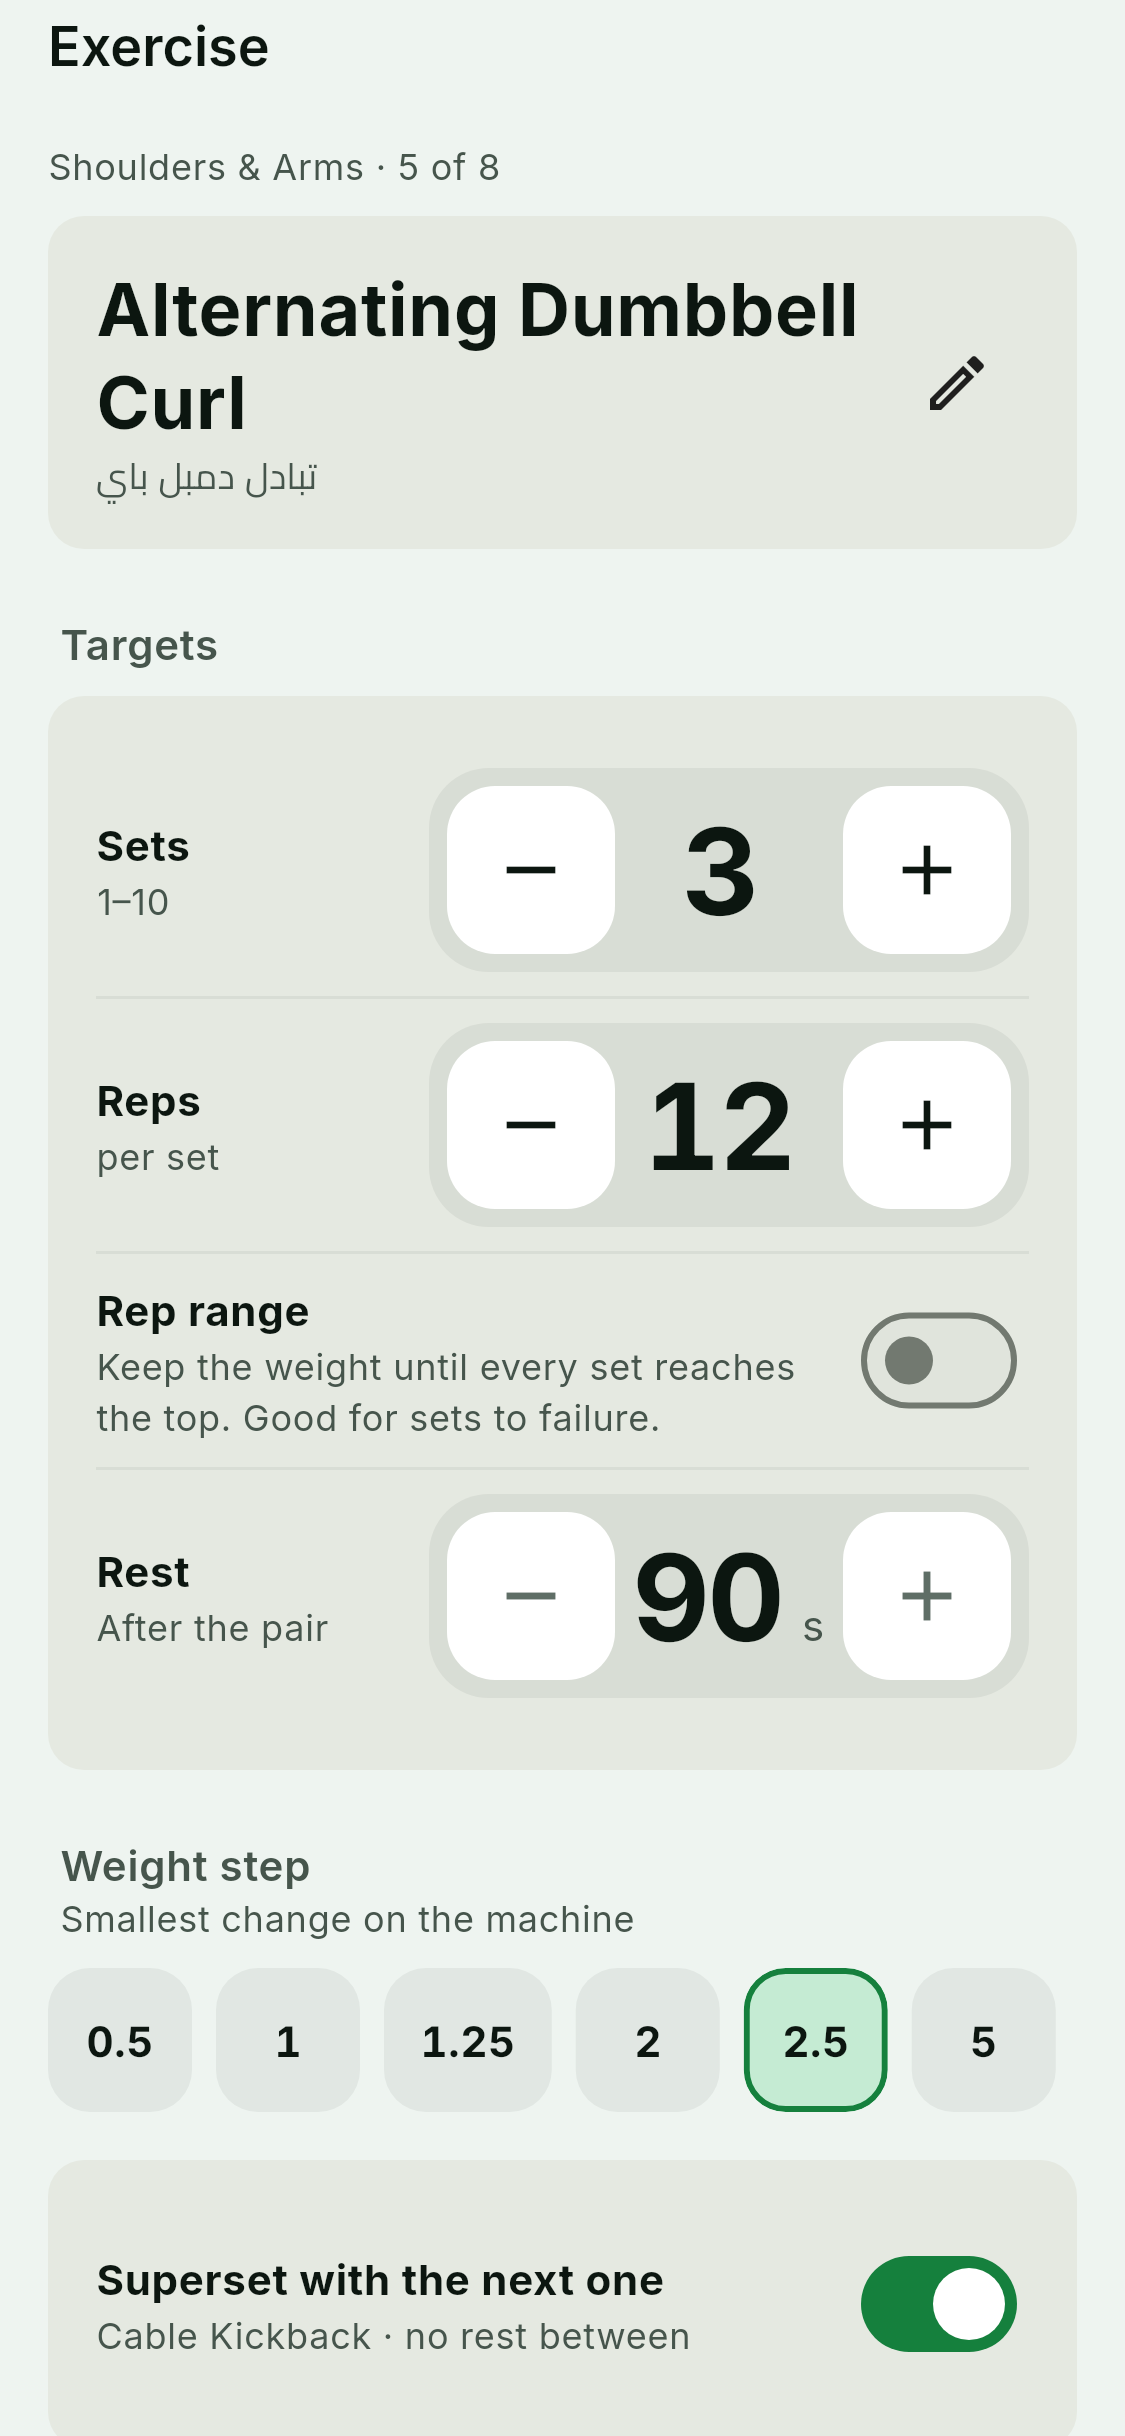 Exercise
Shoulders & Arms · 5 of 8
Alternating Dumbbell
Curl
تبادل دمبل باي
Targets
Sets
1–10
− 3 +
Reps
per set
− 12 +
Rep range
Keep the weight until every set reaches
the top. Good for sets to failure.
Rest
After the pair
− 90 s +
Weight step
Smallest change on the machine
0.5 1 1.25 2 2.5 5
Superset with the next one
Cable Kickback · no rest between